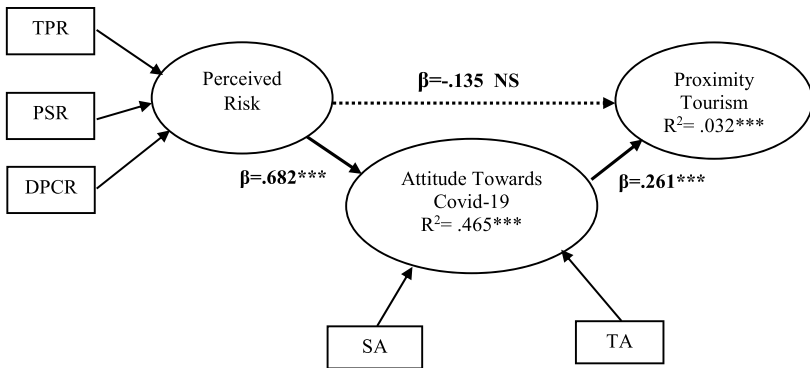 TPR
PSR
DPCR
Perceived
Risk
β=-.135 NS
Proximity
Tourism
R²= .032***
β=.682***
Attitude Towards
Covid-19
R²= .465***
β=.261***
SA
TA